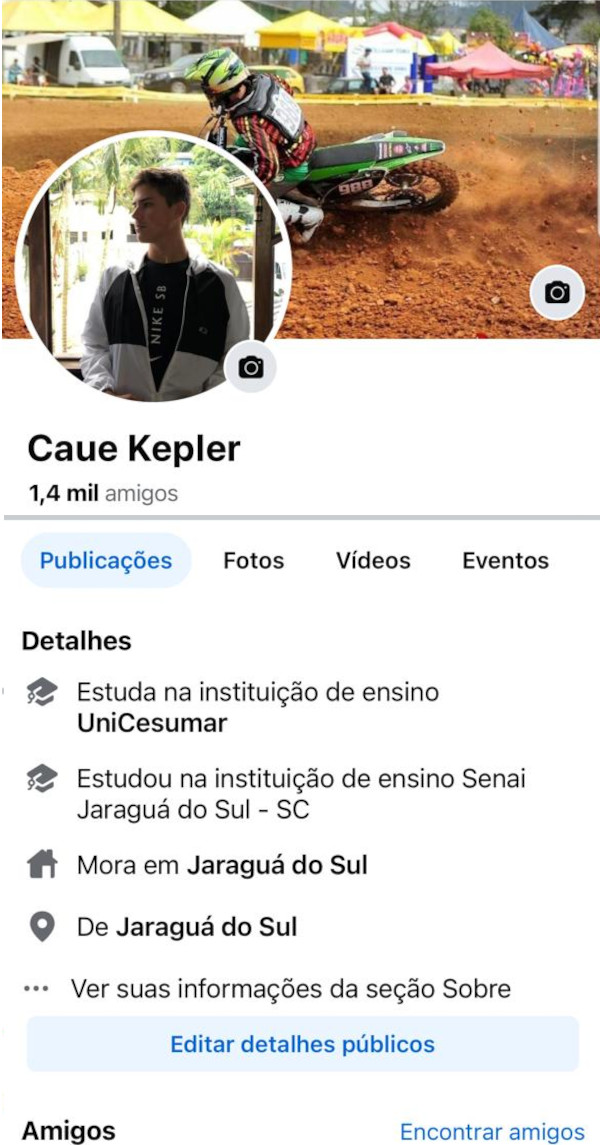 988
NIKE SB
Caue Kepler
1,4 mil amigos
Publicações Fotos Vídeos Eventos
Detalhes
Estuda na instituição de ensino
UniCesumar
Estudou na instituição de ensino Senai
Jaraguá do Sul - SC
Mora em Jaraguá do Sul
De Jaraguá do Sul
Ver suas informações da seção Sobre
Editar detalhes públicos
Amigos Encontrar amigos